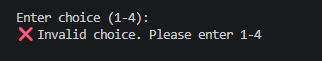 Enter choice (1-4):
❌ Invalid choice. Please enter 1-4